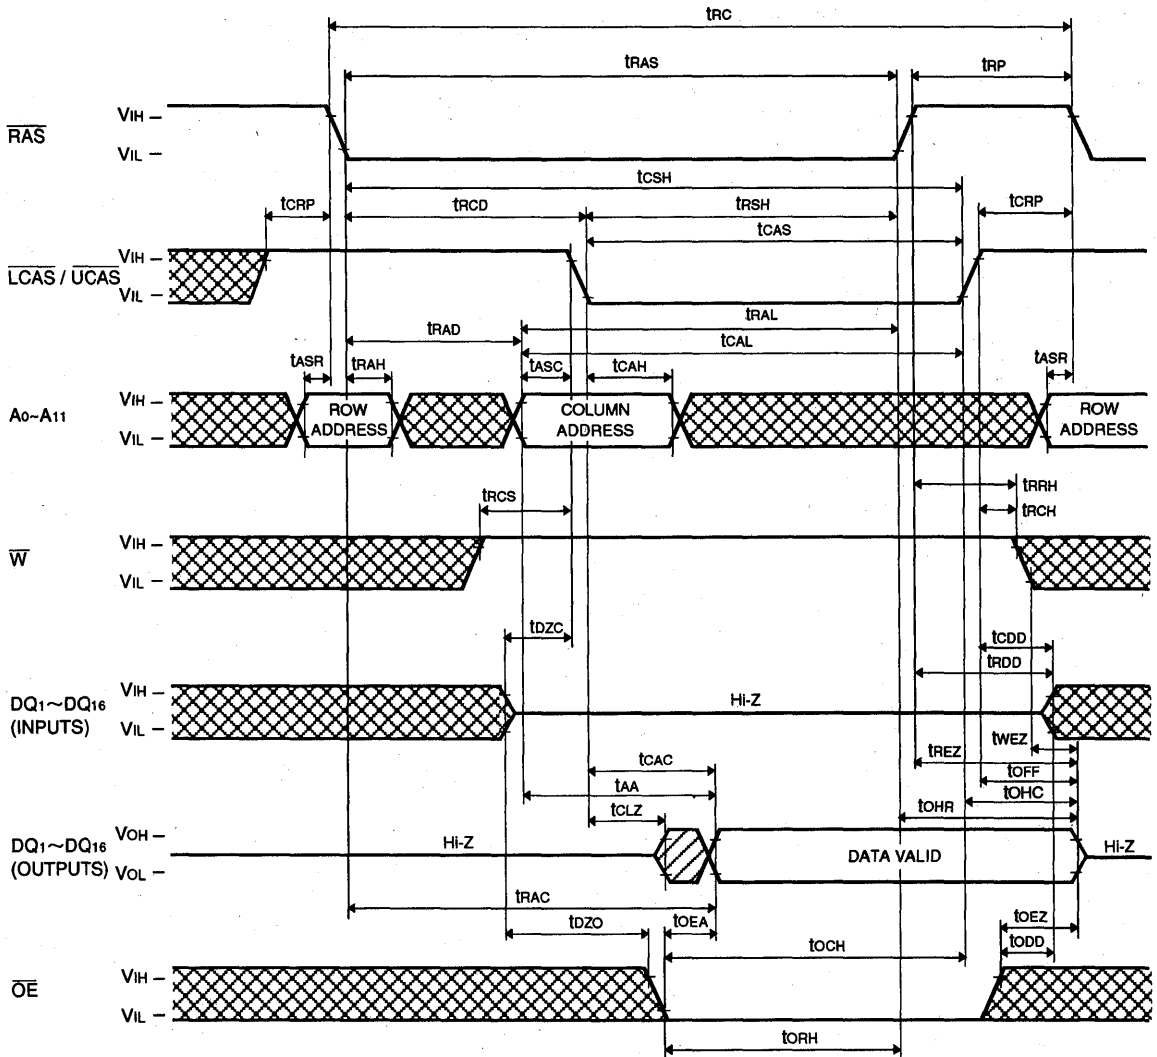 tRC
tRAS
tRP
RAS
VIH
VIL
tCSH
tCRP
tRCD
tRSH
tCRP
tCAS
LCAS / UCAS
VIH
VIL
tRAL
tRAD
tCAL
tASR
tRAH
tASC
tCAH
tASR
A0~A11
VIH
VIL
ROW
ADDRESS
COLUMN
ADDRESS
ROW
ADDRESS
tRRH
tRCS
tRCH
W
VIH
VIL
tDZC
tCDD
tRDD
DQ1~DQ16
(INPUTS)
VIH
VIL
Hi-Z
tWEZ
tREZ
tCAC
tOFF
tAA
tOHC
tCLZ
tOHR
DQ1~DQ16
(OUTPUTS)
VOH
VOL
Hi-Z
DATA VALID
Hi-Z
tRAC
tDZO
tOEA
tOEZ
tOCH
tODD
OE
VIH
VIL
tORH